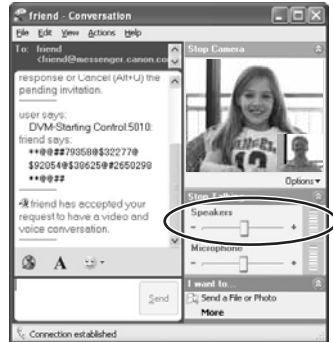 friend - Conversation
File Edit View Actions Help
To: friend
<friend@messenger.canon.co
response or Cancel (Alt+U) the
pending invitation.
user says:
DVM-Starting Control:5010:
friend says:
**@@##79358@$32277@
$92054@$38625@#2650298
**@@##
friend has accepted your
request to have a video and
voice conversation.
A
Send
Connection established
Stop Camera
Options
Stop Talking
Speakers
- +
Microphone
- +
I want to...
Send a File or Photo
More